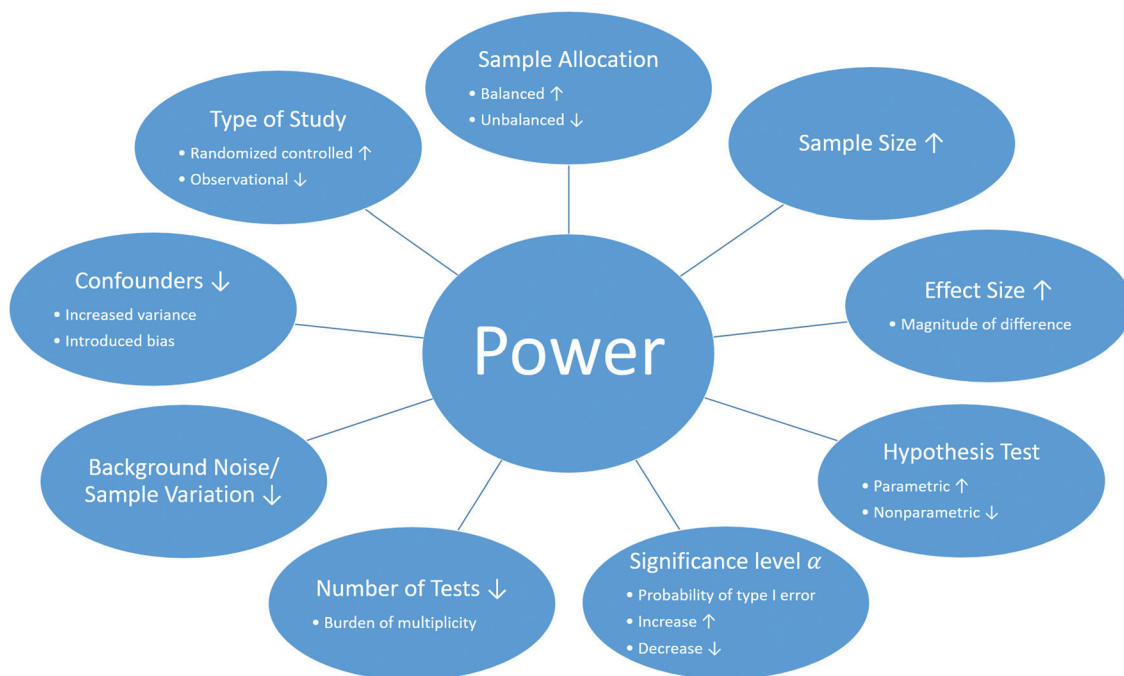 Sample Allocation
• Balanced ↑
• Unbalanced ↓
Type of Study
• Randomized controlled ↑
• Observational ↓
Sample Size ↑
Confounders ↓
• Increased variance
• Introduced bias
Effect Size ↑
• Magnitude of difference
Power
Background Noise/
Sample Variation ↓
Hypothesis Test
• Parametric ↑
• Nonparametric ↓
Number of Tests ↓
• Burden of multiplicity
Significance level α
• Probability of type I error
• Increase ↑
• Decrease ↓